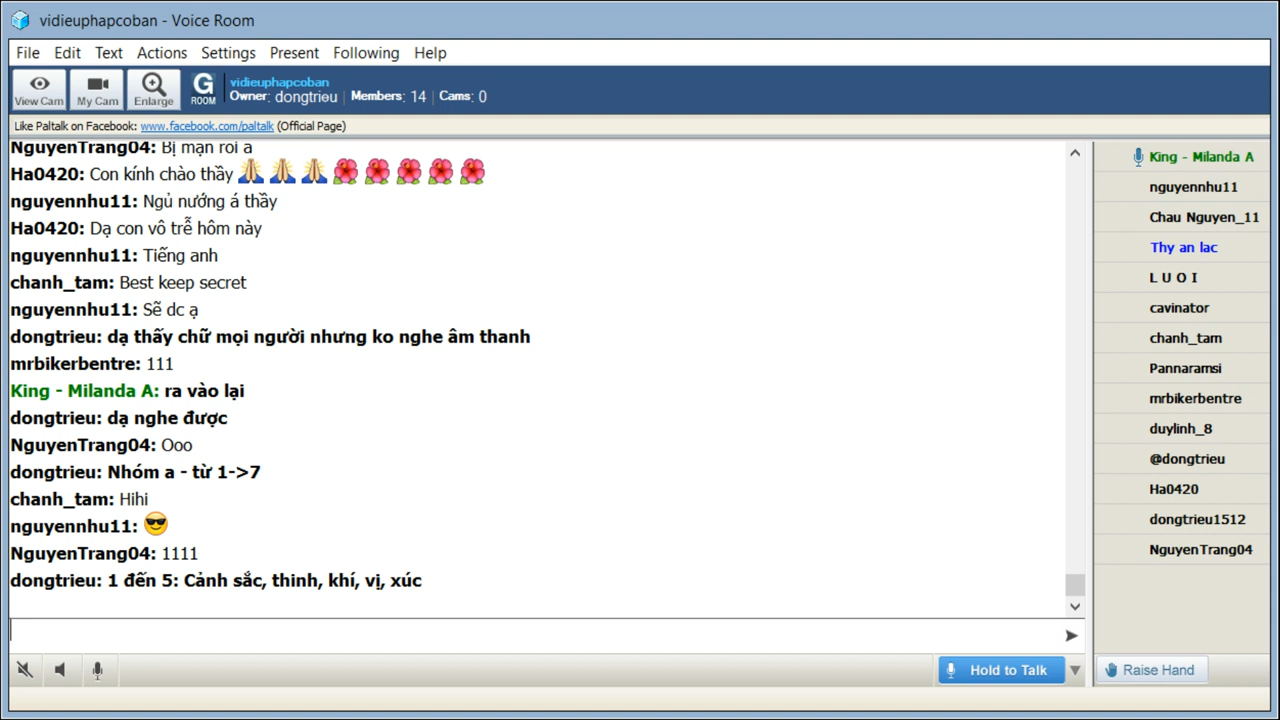 vidieuphapcoban - Voice Room
File Edit Text Actions Settings Present Following Help
View Cam My Cam Enlarge G ROOM
vidieuphapcoban
Owner: dongtrieu | Members: 14 | Cams: 0
Like Paltalk on Facebook: www.facebook.com/paltalk (Official Page)
NguyenTrang04: Bị mạn rồi ạ
Ha0420: Con kính chào thầy 🙏 🙏 🙏 🌺 🌺 🌺 🌺 🌺
nguyennhu11: Ngủ nướng á thầy
Ha0420: Dạ con vô trễ hôm này
nguyennhu11: Tiếng anh
chanh_tam: Best keep secret
nguyennhu11: Sẽ dc ạ
dongtrieu: dạ thấy chữ mọi người nhưng ko nghe âm thanh
mrbikerbentre: 111
King - Milanda A: ra vào lại
dongtrieu: dạ nghe được
NguyenTrang04: Ooo
dongtrieu: Nhóm a - từ 1->7
chanh_tam: Hihi
nguyennhu11: 😎
NguyenTrang04: 1111
dongtrieu: 1 đến 5: Cảnh sắc, thinh, khí, vị, xúc
King - Milanda A
nguyennhu11
Chau Nguyen_11
Thy an lac
L U O I
cavinator
chanh_tam
Pannaramsi
mrbikerbentre
duylinh_8
@dongtrieu
Ha0420
dongtrieu1512
NguyenTrang04
Hold to Talk
Raise Hand